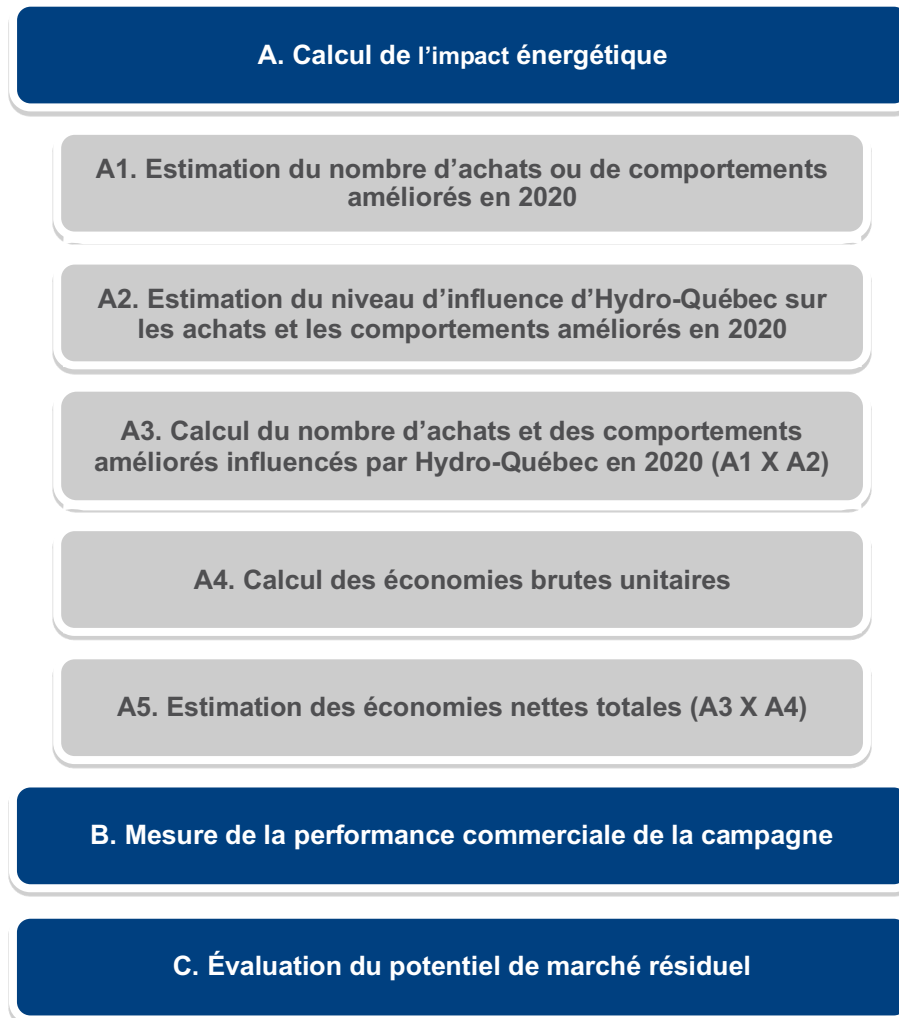 A. Calcul de l’impact énergétique
A1. Estimation du nombre d’achats ou de comportements
améliorés en 2020
A2. Estimation du niveau d’influence d’Hydro-Québec sur
les achats et les comportements améliorés en 2020
A3. Calcul du nombre d’achats et des comportements
améliorés influencés par Hydro-Québec en 2020 (A1 X A2)
A4. Calcul des économies brutes unitaires
A5. Estimation des économies nettes totales (A3 X A4)
B. Mesure de la performance commerciale de la campagne
C. Évaluation du potentiel de marché résiduel